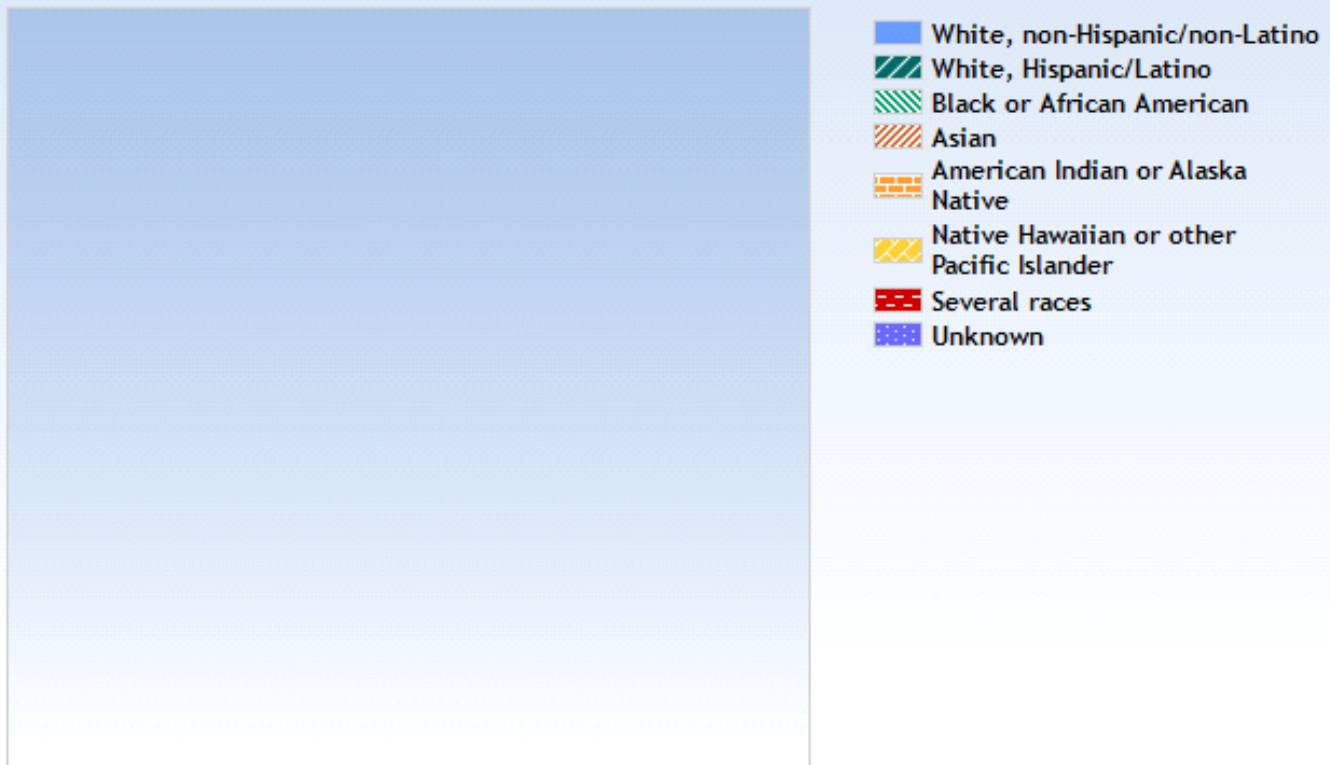 White, non-Hispanic/non-Latino
White, Hispanic/Latino
Black or African American
Asian
American Indian or Alaska
Native
Native Hawaiian or other
Pacific Islander
Several races
Unknown